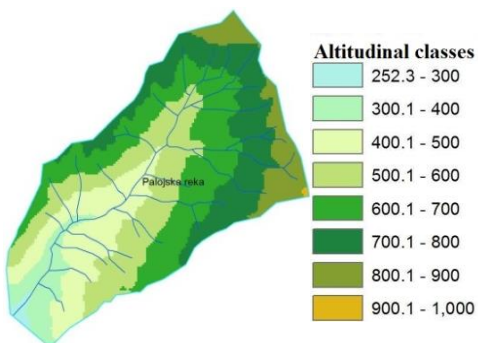 Altitudinal classes
252.3 - 300
300.1 - 400
400.1 - 500
500.1 - 600
600.1 - 700
700.1 - 800
800.1 - 900
900.1 - 1,000
Palojska reka